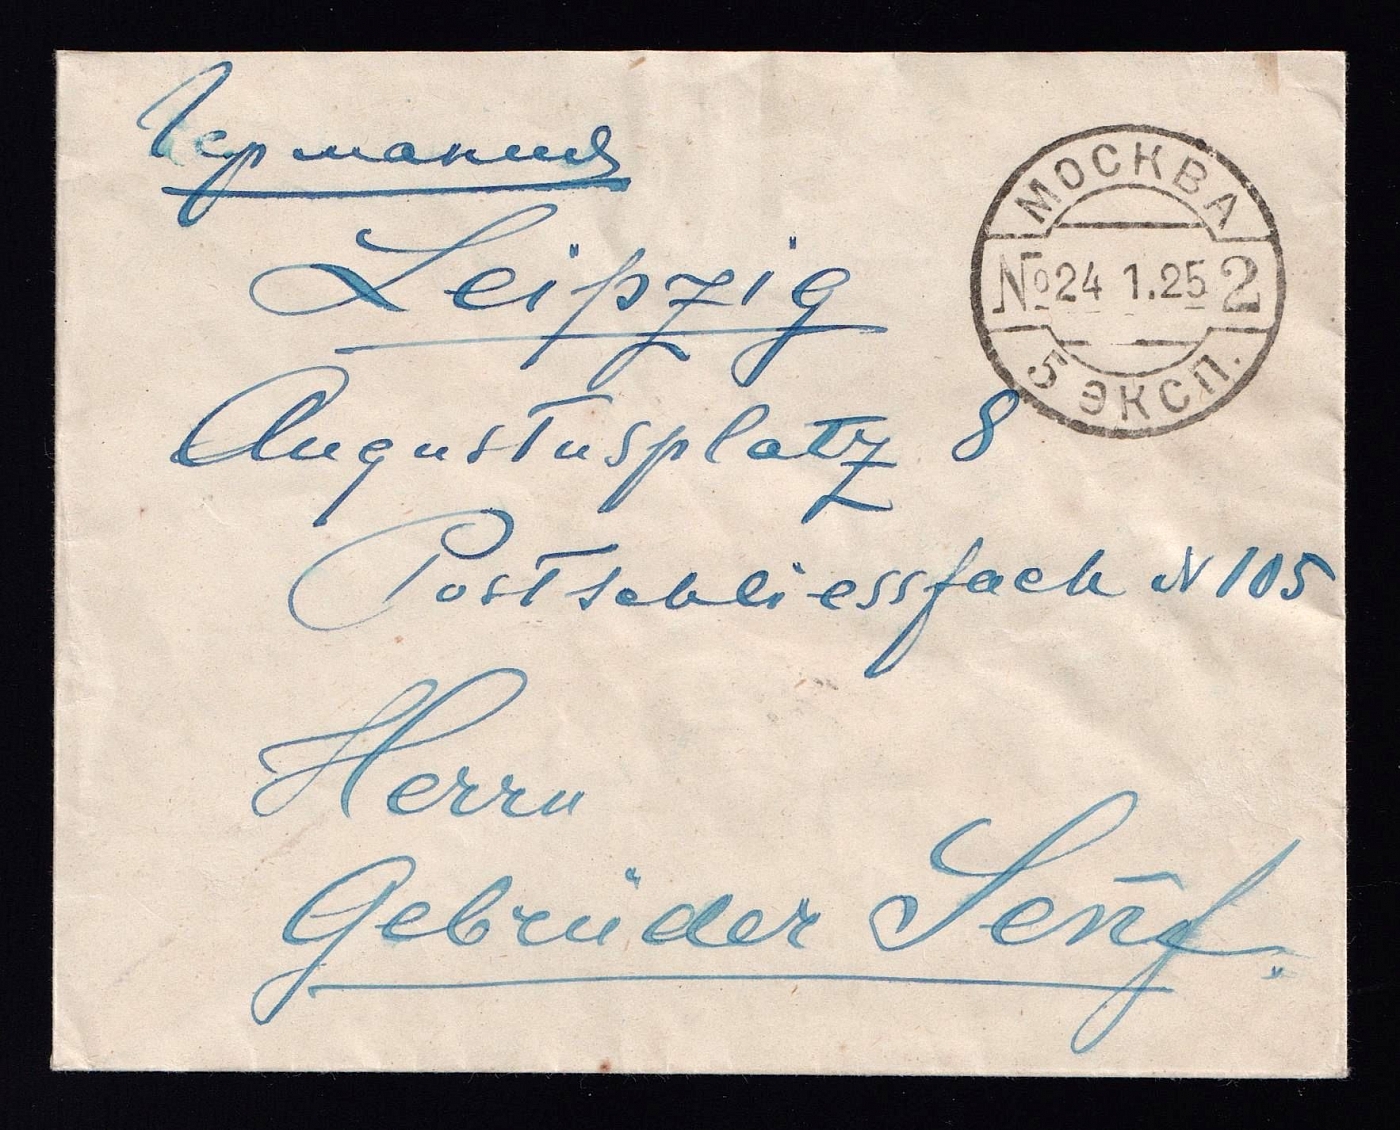 Германия
Leipzig
Augustusplatz 8
Postschliessfach N 105
Herrn
Gebrüder Senf
МОСКВА
№ 24 1.25 2
5 ЭКСП.